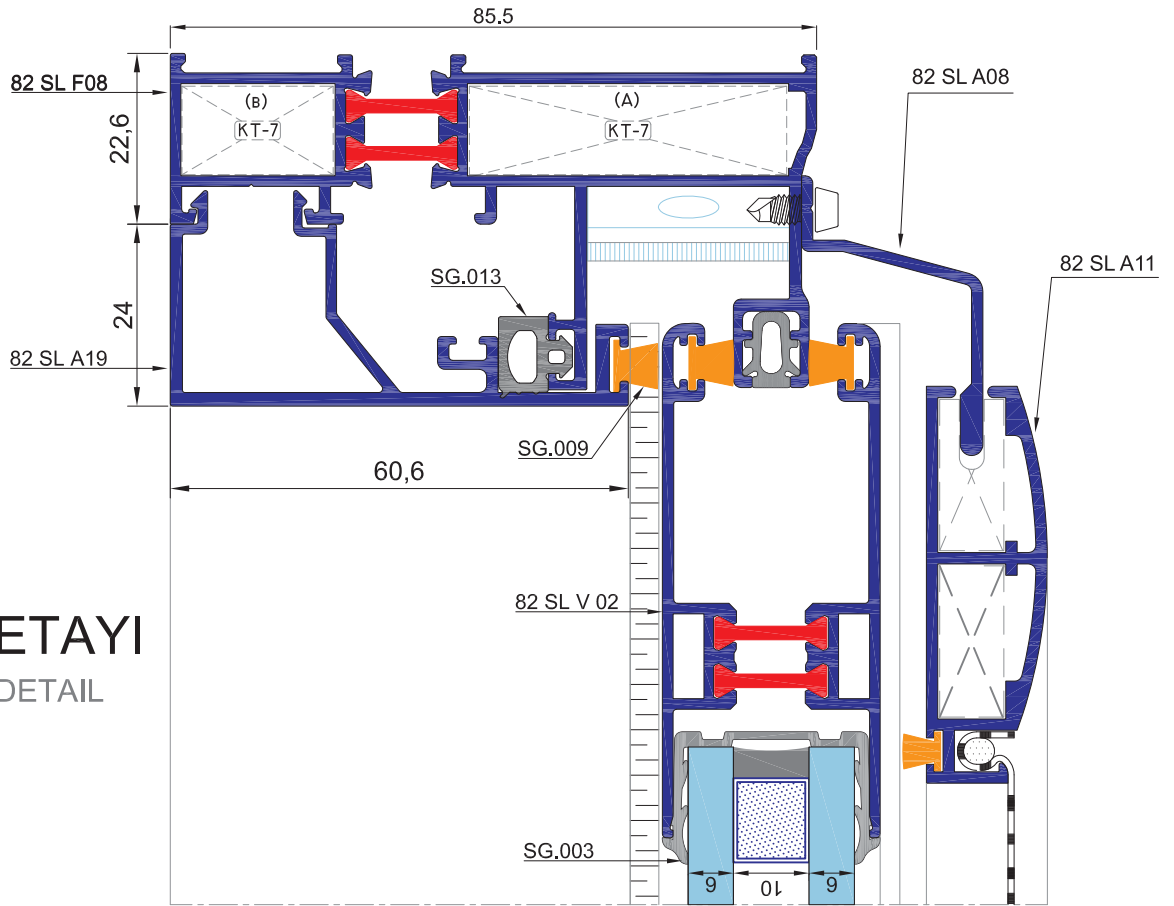 85.5
82 SL F08
(B)
KT-7
(A)
KT-7
82 SL A08
22,6
82 SL A11
SG.013
24
82 SL A19
SG.009
60,6
82 SL V 02
ETAYI
DETAIL
SG.003
6
10
6